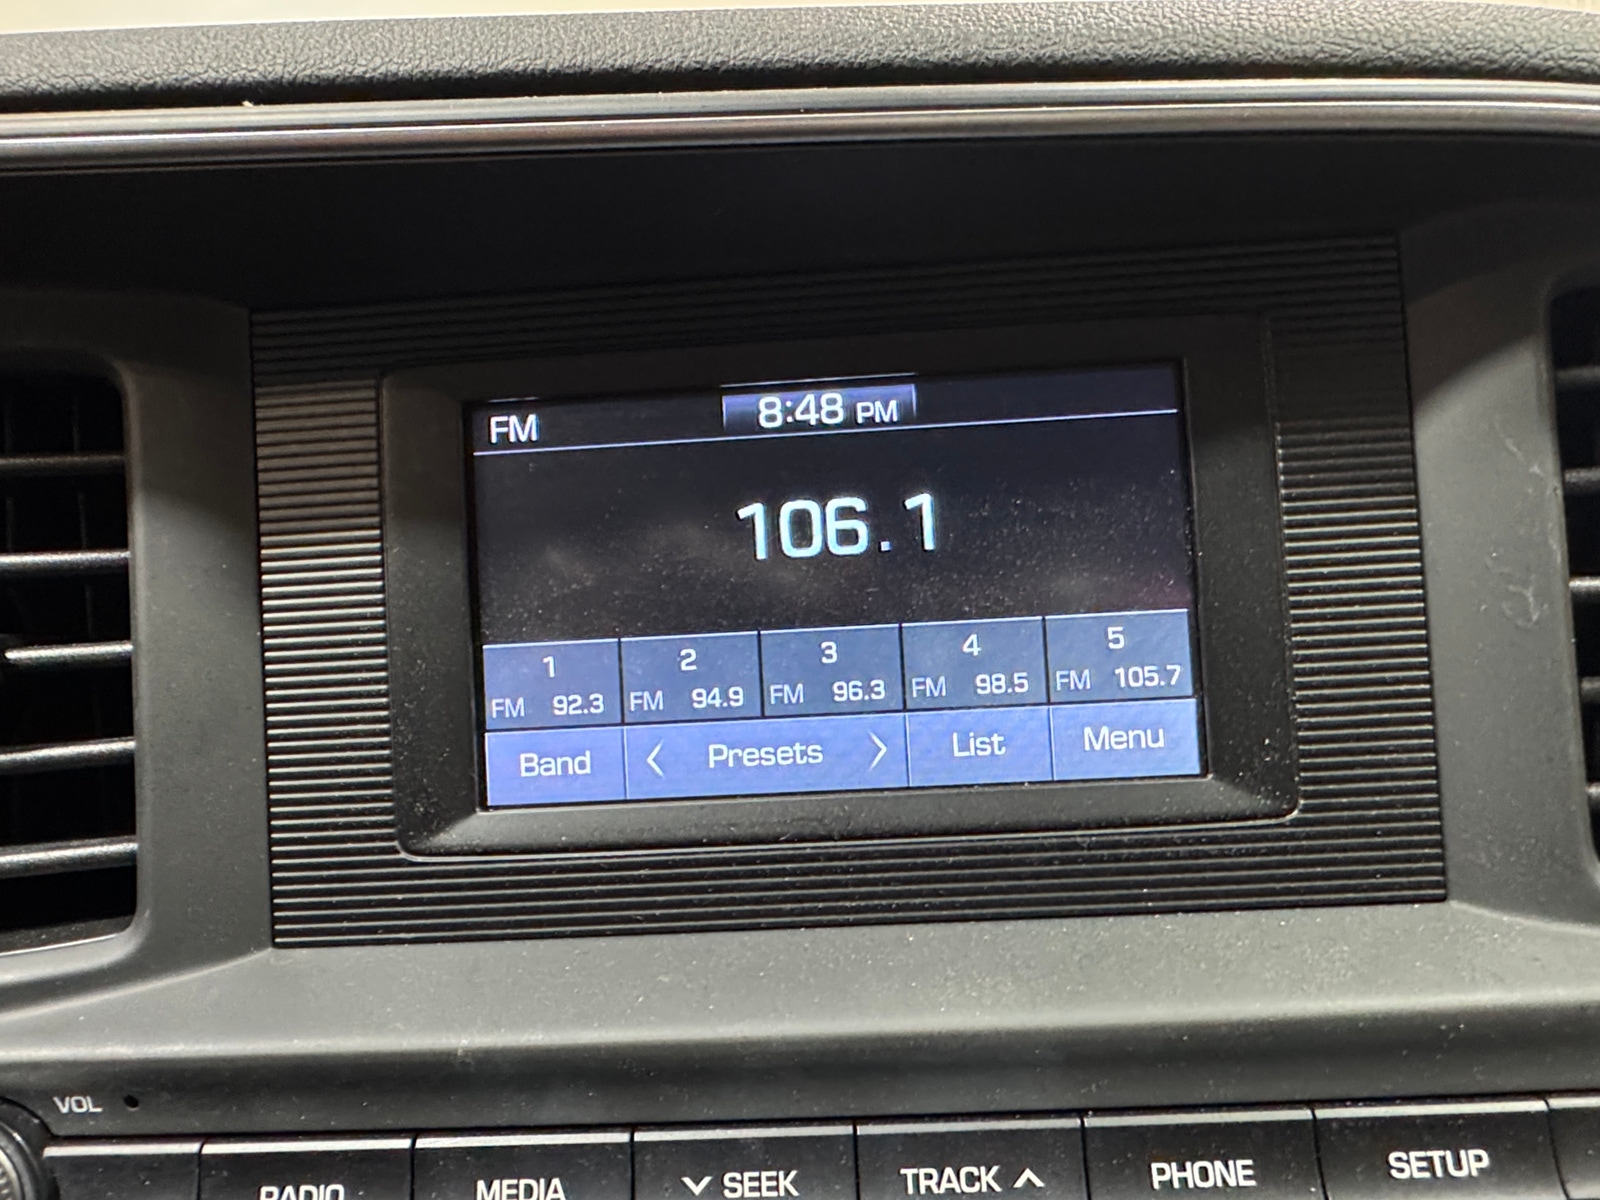 FM 8:48 PM
106.1
1 2 3 4 5
FM 92.3 FM 94.9 FM 96.3 FM 98.5 FM 105.7
Band < Presets > List Menu
VOL
RADIO MEDIA ∨ SEEK TRACK ∧ PHONE SETUP